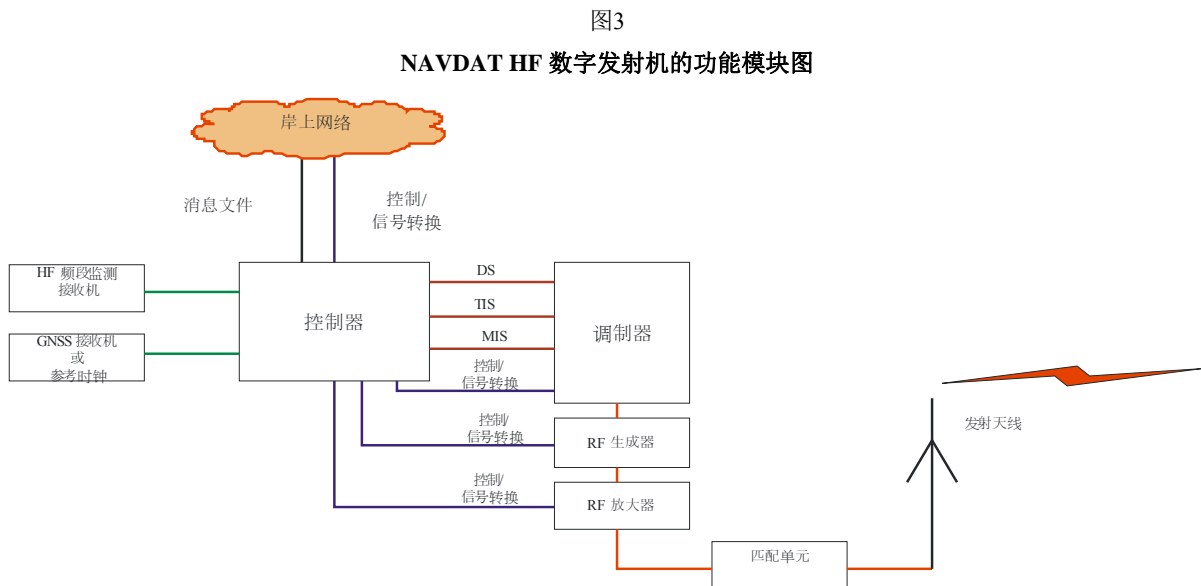 图3
NAVDAT HF 数字发射机的功能模块图
岸上网络
消息文件
控制/
信号转换
HF 频段监测
接收机
GNSS 接收机
或
参考时钟
控制器
DS
TIS
MIS
控制/
信号转换
调制器
控制/
信号转换
RF 生成器
控制/
信号转换
RF 放大器
发射天线
匹配单元